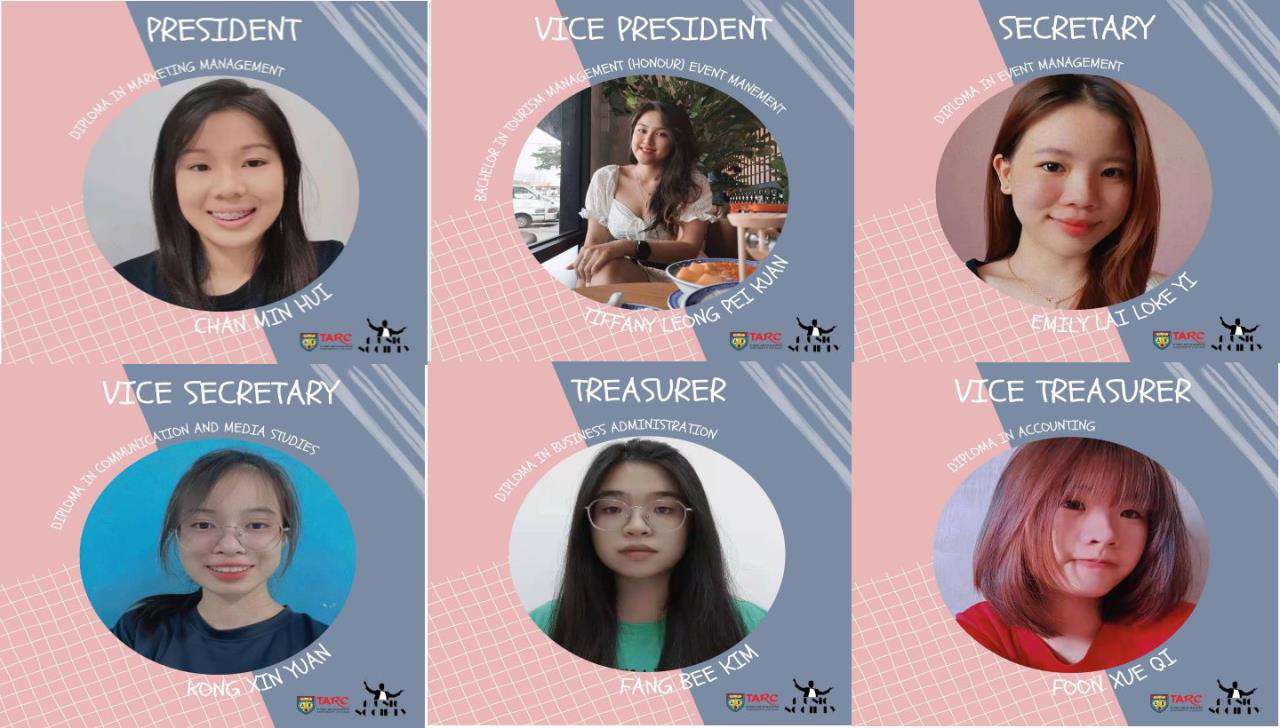 PRESIDENT
DIPLOMA IN MARKETING MANAGEMENT
CHAN MIN HUI
TARC
MUSIC
SOCIETY
VICE PRESIDENT
BACHELOR IN TOURISM MANAGEMENT (HONOUR) EVENT MANEMENT
TIFFANY LEONG PEI KUAN
TARC
MUSIC
SOCIETY
SECRETARY
DIPLOMA IN EVENT MANAGEMENT
EMILY LAI LOKE YI
TARC
MUSIC
SOCIETY
VICE SECRETARY
DIPLOMA IN COMMUNICATION AND MEDIA STUDIES
KONG XIN YUAN
TARC
MUSIC
SOCIETY
TREASURER
DIPLOMA IN BUSINESS ADMINISTRATION
FANG BEE KIM
TARC
MUSIC
SOCIETY
VICE TREASURER
DIPLOMA IN ACCOUNTING
FOON XUE QI
TARC
MUSIC
SOCIETY